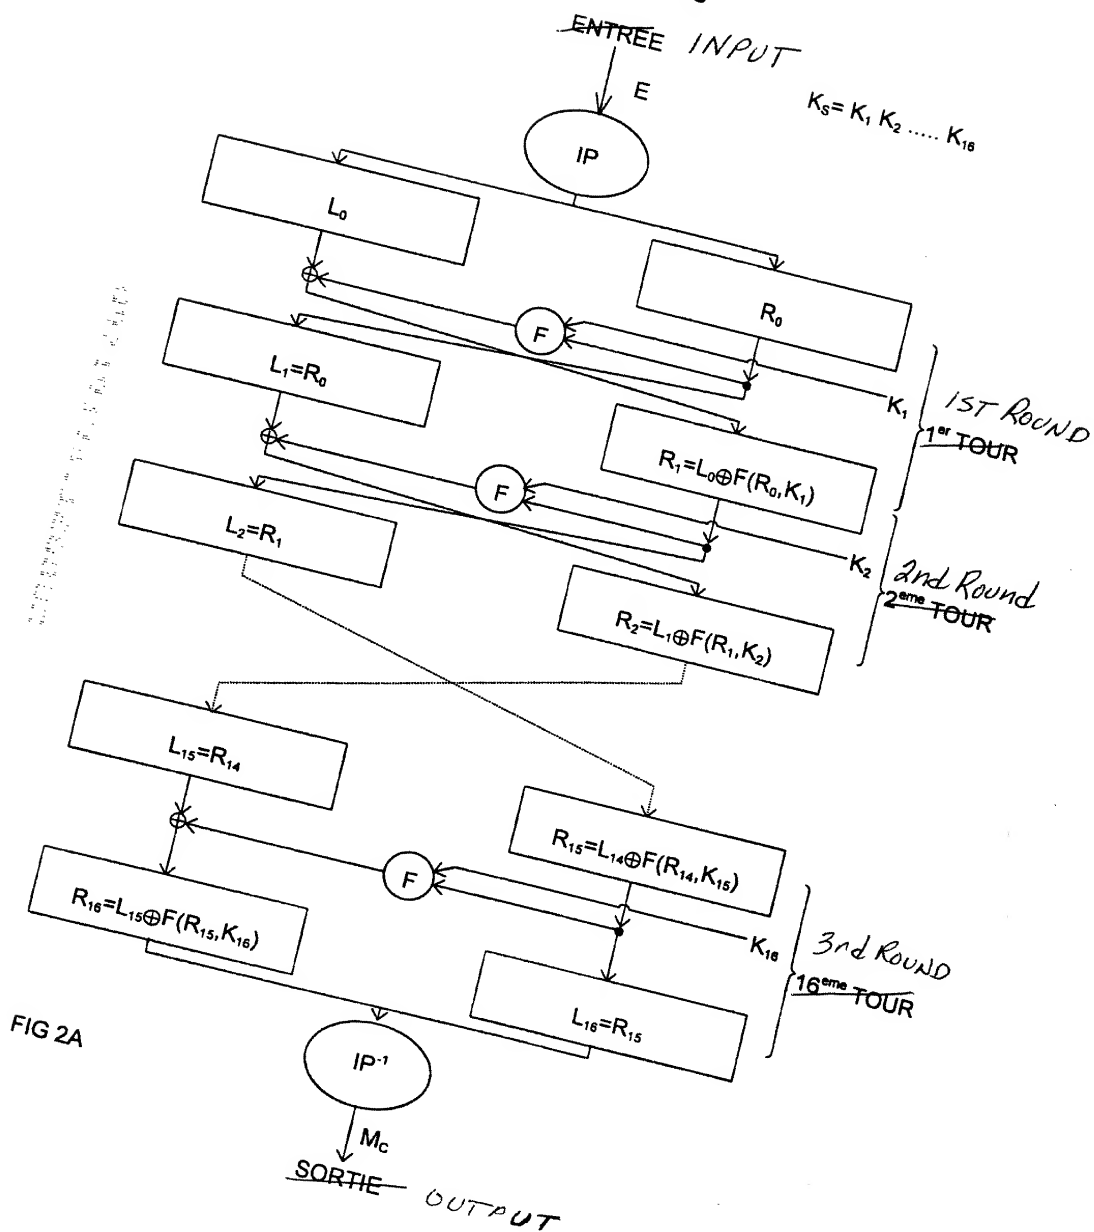 ENTRÉE INPUT
E
K_S= K_1 K_2 ..... K_16
IP
L_0
R_0
F
L_1=R_0
K_1
1ST ROUND
1^er TOUR
R_1=L_0⊕F(R_0,K_1)
F
L_2=R_1
K_2
2nd Round
2^eme TOUR
R_2=L_1⊕F(R_1,K_2)
L_15=R_14
R_15=L_14⊕F(R_14,K_15)
F
R_16=L_15⊕F(R_15,K_16)
K_16
3rd ROUND
16^eme TOUR
L_16=R_15
FIG 2A
IP^-1
M_C
SORTIE OUTPUT